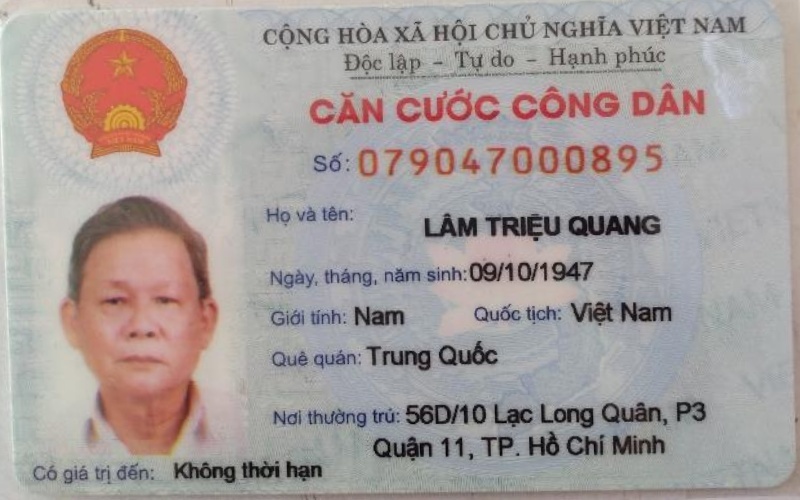 CỘNG HÒA XÃ HỘI CHỦ NGHĨA VIỆT NAM
Độc lập - Tự do - Hạnh phúc
CĂN CƯỚC CÔNG DÂN
Số: 079047000895
Họ và tên: LÂM TRIỆU QUANG
Ngày, tháng, năm sinh: 09/10/1947
Giới tính: Nam Quốc tịch: Việt Nam
Quê quán: Trung Quốc
Nơi thường trú: 56D/10 Lạc Long Quân, P3
Quận 11, TP. Hồ Chí Minh
Có giá trị đến: Không thời hạn